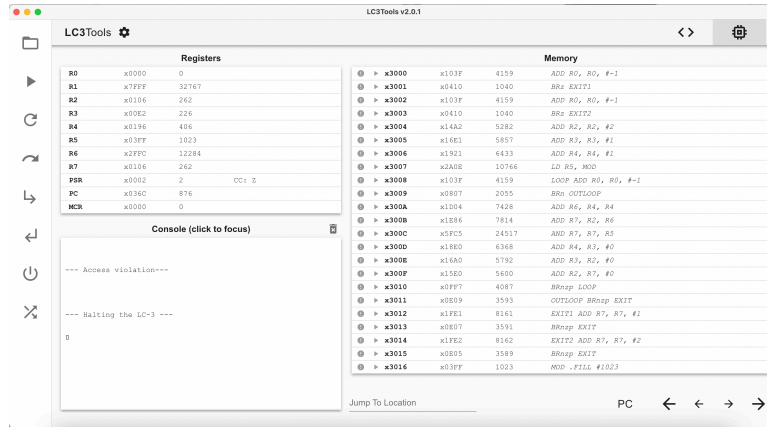 LC3Tools v2.0.1
LC3Tools
Registers
R0 x0000 0
R1 x7FFF 32767
R2 x0106 262
R3 x00E2 226
R4 x0196 406
R5 x03FF 1023
R6 x2FFC 12284
R7 x0106 262
PSR x0002 2 CC: Z
PC x036C 876
MCR x0000 0
Console (click to focus)
--- Access violation---
--- Halting the LC-3 ---
Memory
x3000 x103F 4159 ADD R0, R0, #-1
x3001 x0410 1040 BRz EXIT1
x3002 x103F 4159 ADD R0, R0, #-1
x3003 x0410 1040 BRz EXIT2
x3004 x14A2 5282 ADD R2, R2, #2
x3005 x16E1 5857 ADD R3, R3, #1
x3006 x1921 6433 ADD R4, R4, #1
x3007 x2A0E 10766 LD R5, MOD
x3008 x103F 4159 LOOP ADD R0, R0, #-1
x3009 x0807 2055 BRn OUTLOOP
x300A x1D04 7428 ADD R6, R4, R4
x300B x1E86 7814 ADD R7, R2, R6
x300C x5FC5 24517 AND R7, R7, R5
x300D x18E0 6368 ADD R4, R3, #0
x300E x16A0 5792 ADD R3, R2, #0
x300F x15E0 5600 ADD R2, R7, #0
x3010 x0FF7 4087 BRnzp LOOP
x3011 x0E09 3593 OUTLOOP BRnzp EXIT
x3012 x1FE1 8161 EXIT1 ADD R7, R7, #1
x3013 x0E07 3591 BRnzp EXIT
x3014 x1FE2 8162 EXIT2 ADD R7, R7, #2
x3015 x0E05 3589 BRnzp EXIT
x3016 x03FF 1023 MOD .FILL #1023
Jump To Location
PC